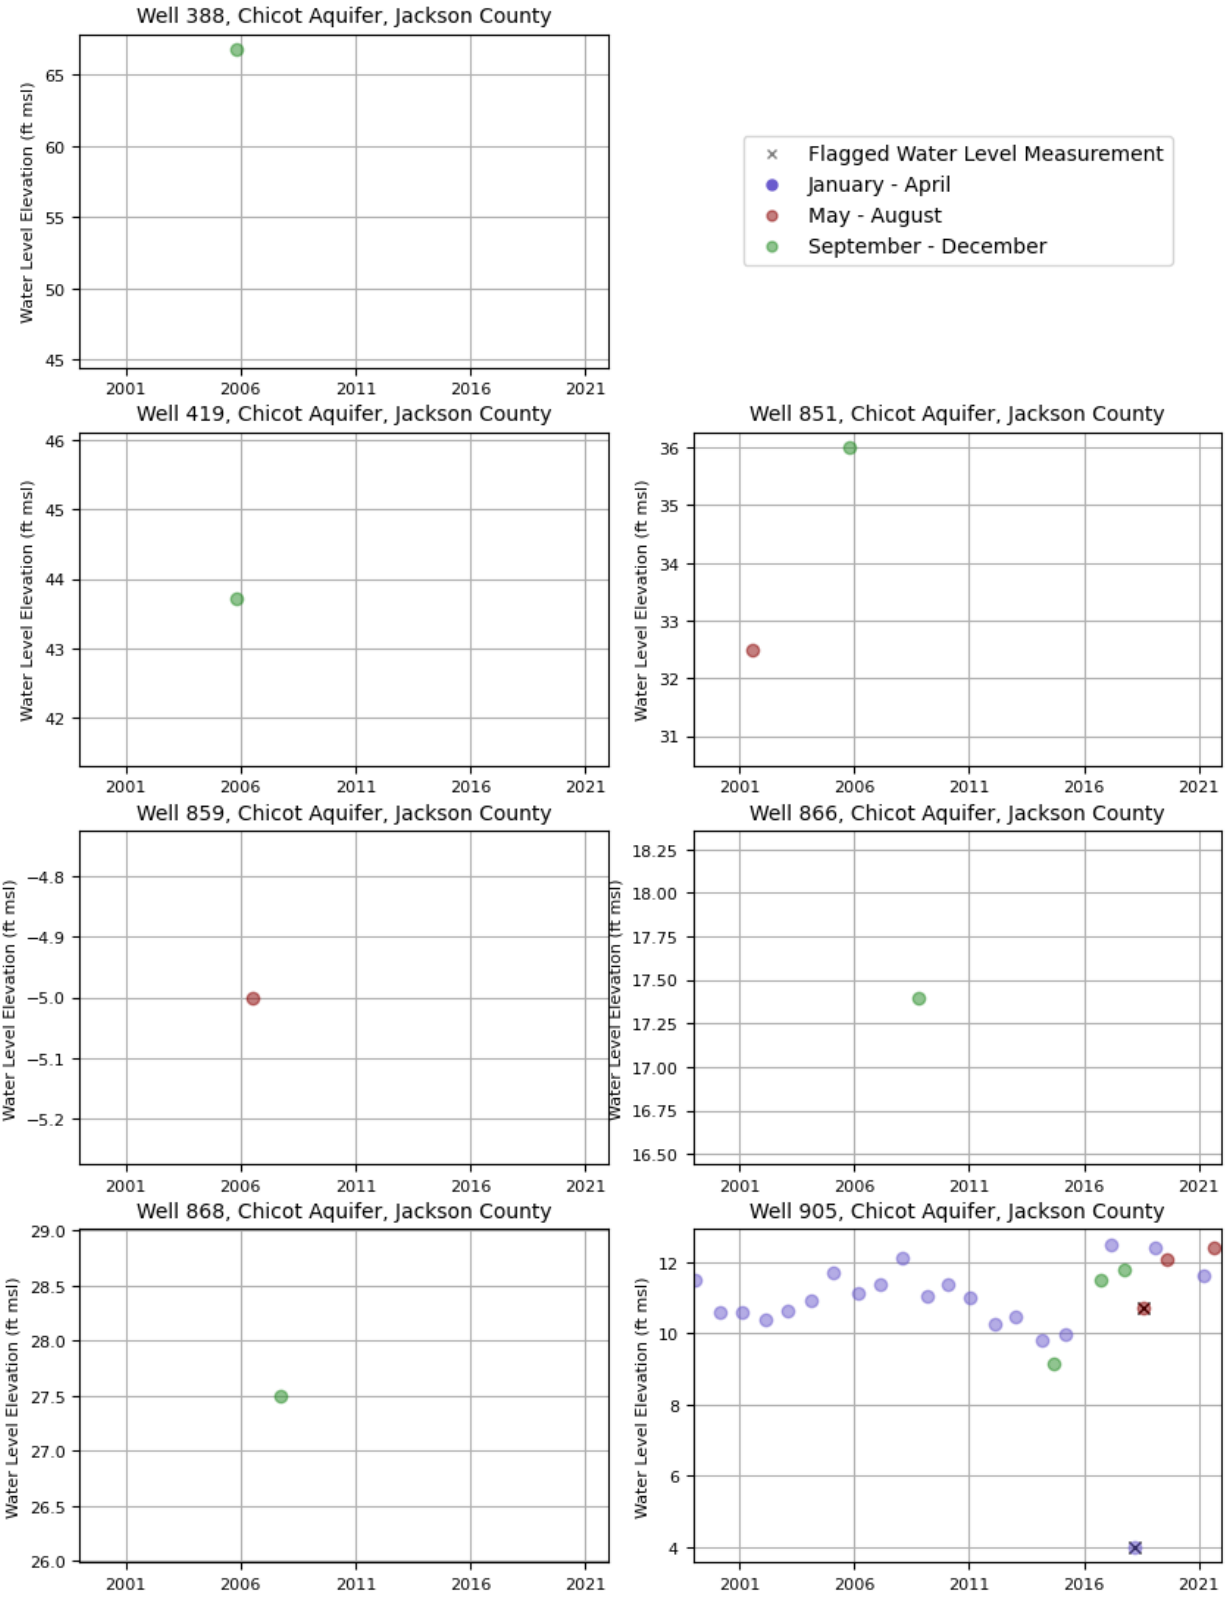 Well 388, Chicot Aquifer, Jackson County
Water Level Elevation (ft msl)
65
60
55
50
45
2001 2006 2011 2016 2021
× Flagged Water Level Measurement
January - April
May - August
September - December
Well 419, Chicot Aquifer, Jackson County
Water Level Elevation (ft msl)
46
45
44
43
42
2001 2006 2011 2016 2021
Well 851, Chicot Aquifer, Jackson County
Water Level Elevation (ft msl)
36
35
34
33
32
31
2001 2006 2011 2016 2021
Well 859, Chicot Aquifer, Jackson County
Water Level Elevation (ft msl)
−4.8
−4.9
−5.0
−5.1
−5.2
2001 2006 2011 2016 2021
Well 866, Chicot Aquifer, Jackson County
Water Level Elevation (ft msl)
18.25
18.00
17.75
17.50
17.25
17.00
16.75
16.50
2001 2006 2011 2016 2021
Well 868, Chicot Aquifer, Jackson County
Water Level Elevation (ft msl)
29.0
28.5
28.0
27.5
27.0
26.5
26.0
2001 2006 2011 2016 2021
Well 905, Chicot Aquifer, Jackson County
Water Level Elevation (ft msl)
12
10
8
6
4
2001 2006 2011 2016 2021